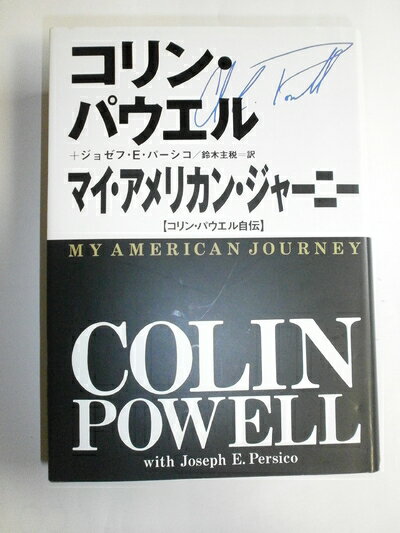 コリン・
パウエル
+ジョゼフ・E・パーシコ/鈴木主税=訳
マイ・アメリカン・ジャーニー
【コリン・パウエル自伝】
MY AMERICAN JOURNEY
COLIN
POWELL
with Joseph E. Persico